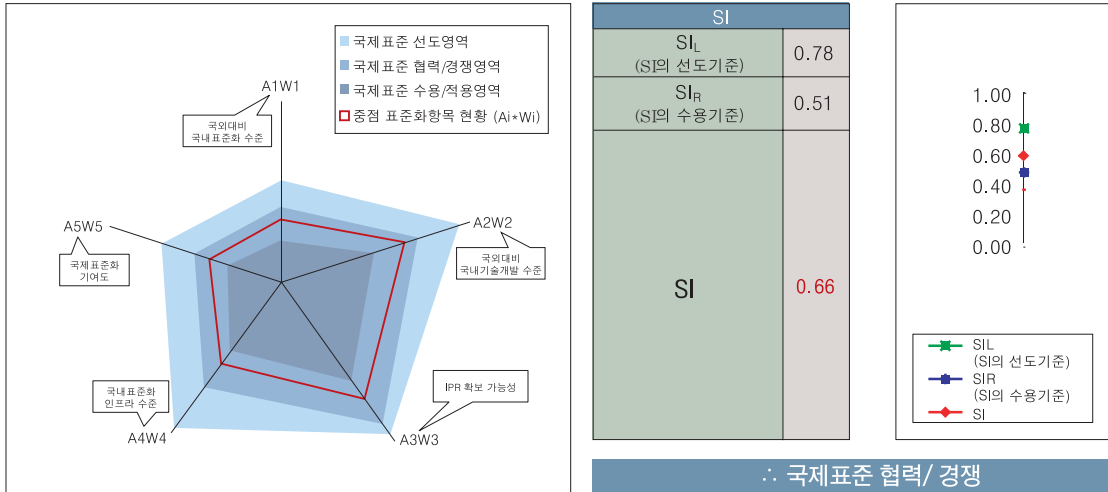 국제표준 선도영역
국제표준 협력/경쟁영역
국제표준 수용/적용영역
중점 표준화항목 현황 (Ai*Wi)
A1W1
국외대비
국내표준화 수준
A2W2
국외대비
국내기술개발 수준
A5W5
국제표준화
기여도
국내표준화
인프라 수준
A4W4
IPR 확보 가능성
A3W3
SI
SIL
(SI의 선도기준)
0.78
SIR
(SI의 수용기준)
0.51
SI
0.66
1.00
0.80
0.60
0.40
0.20
0.00
SIL
(SI의 선도기준)
SIR
(SI의 수용기준)
SI
∴ 국제표준 협력/ 경쟁